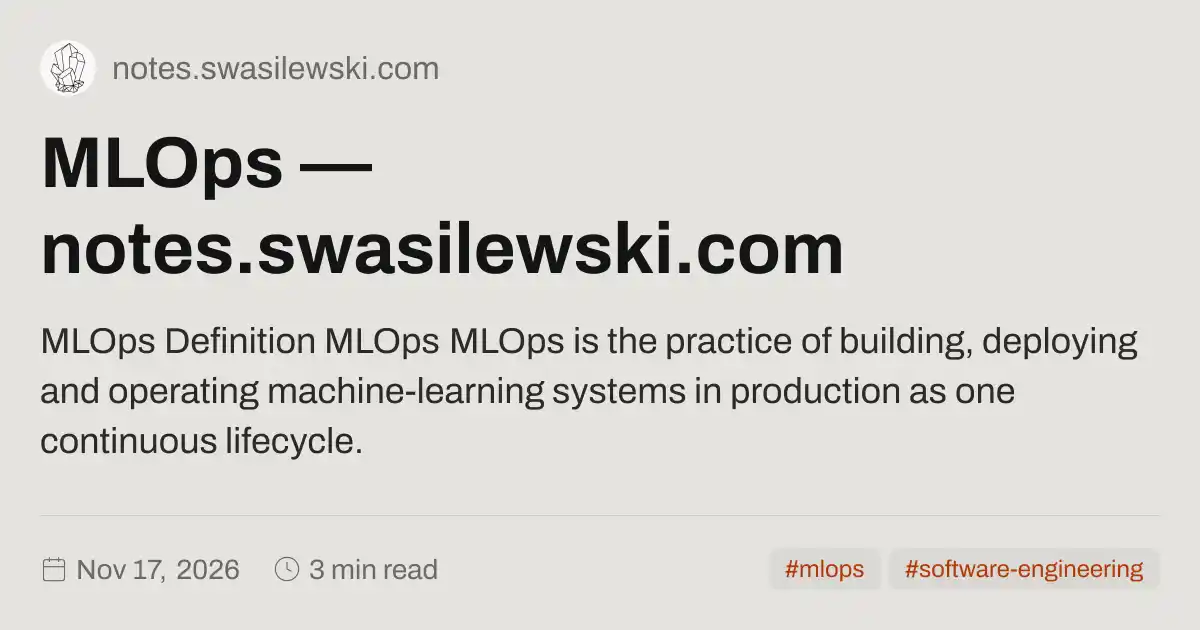 notes.swasilewski.com
MLOps —
notes.swasilewski.com
MLOps Definition MLOps MLOps is the practice of building, deploying
and operating machine-learning systems in production as one
continuous lifecycle.
Nov 17, 2026 3 min read #mlops #software-engineering